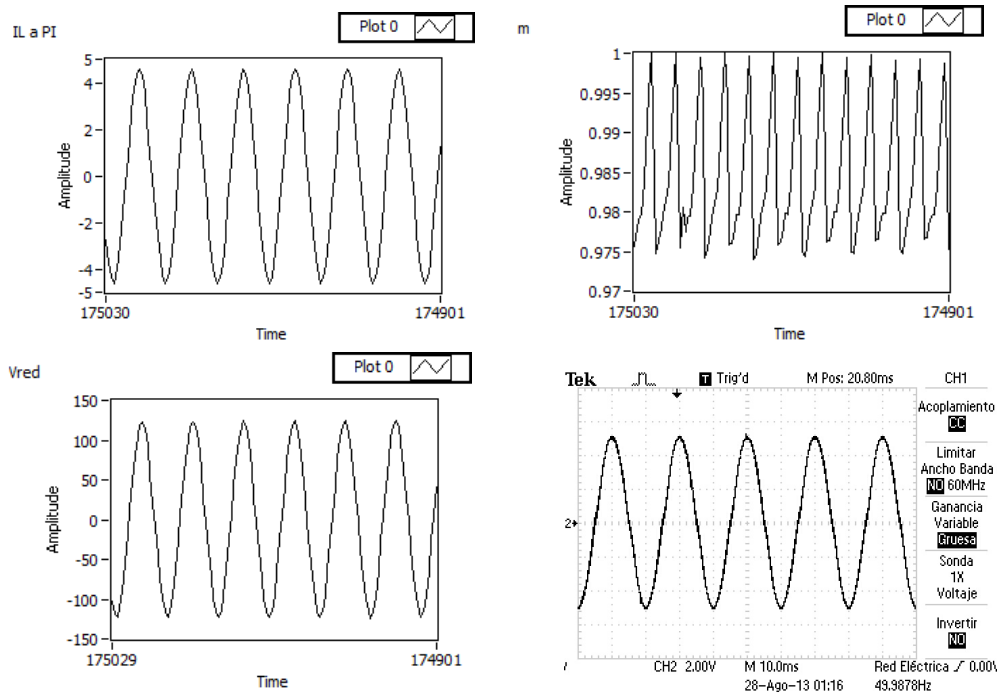 IL a PI
Plot 0
Amplitude
5
4
2
0
-2
-4
-5
175030
174901
Time
m
Plot 0
Amplitude
1
0.995
0.99
0.985
0.98
0.975
0.97
175030
174901
Time
Vred
Plot 0
Amplitude
150
100
50
0
-50
-100
-150
175029
174901
Time
Tek
T Trig'd
M Pos: 20.80ms
CH1
Acoplamiento
CC
Limitar
Ancho Banda
NO 60MHz
Ganancia
Variable
Gruesa
Sonda
1X
Voltaje
Invertir
NO
2
CH2 2.00V
M 10.0ms
Red Eléctrica / 0.00V
28-Ago-13 01:16
49.9878Hz